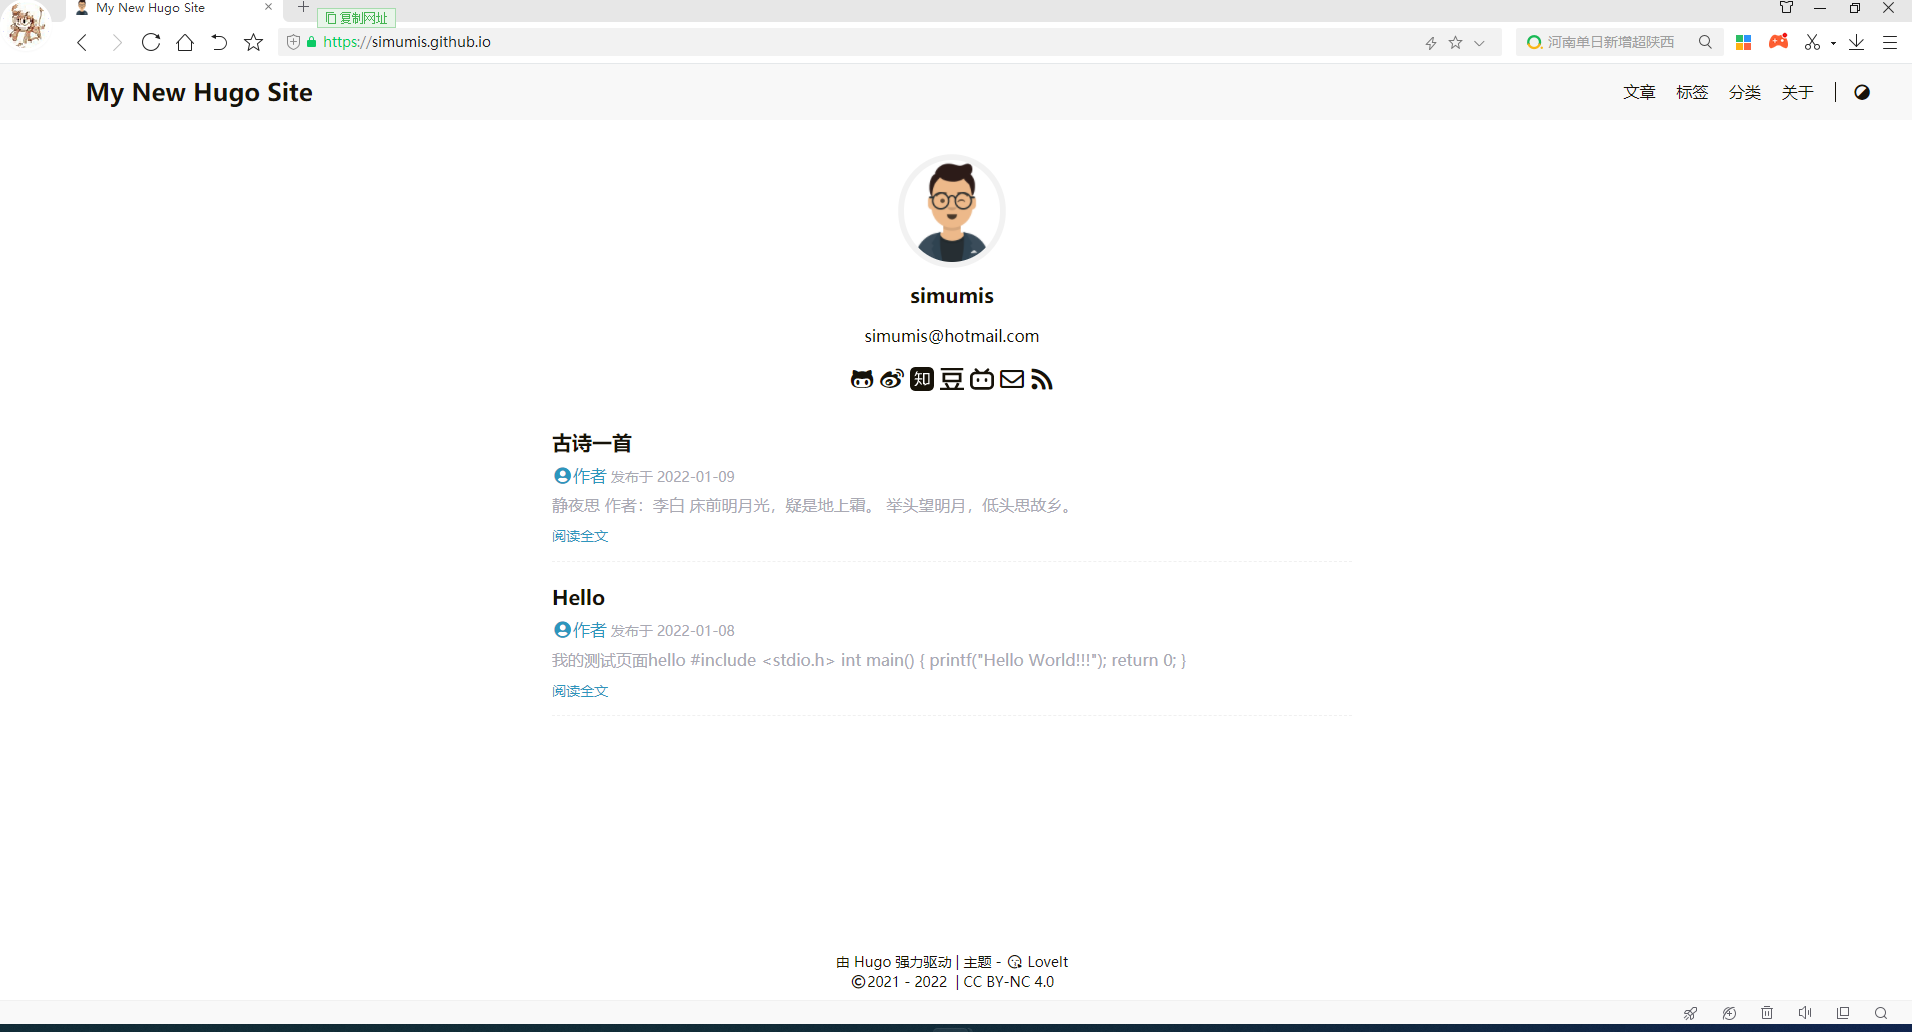 My New Hugo Site
复制网址
https://simumis.github.io
河南单日新增超陕西
My New Hugo Site
文章 标签 分类 关于
simumis
simumis@hotmail.com
知 豆
古诗一首
作者 发布于 2022-01-09
静夜思 作者：李白 床前明月光，疑是地上霜。 举头望明月，低头思故乡。
阅读全文
Hello
作者 发布于 2022-01-08
我的测试页面hello #include <stdio.h> int main() { printf("Hello World!!!"); return 0; }
阅读全文
由 Hugo 强力驱动 | 主题 - LoveIt
©2021 - 2022 | CC BY-NC 4.0